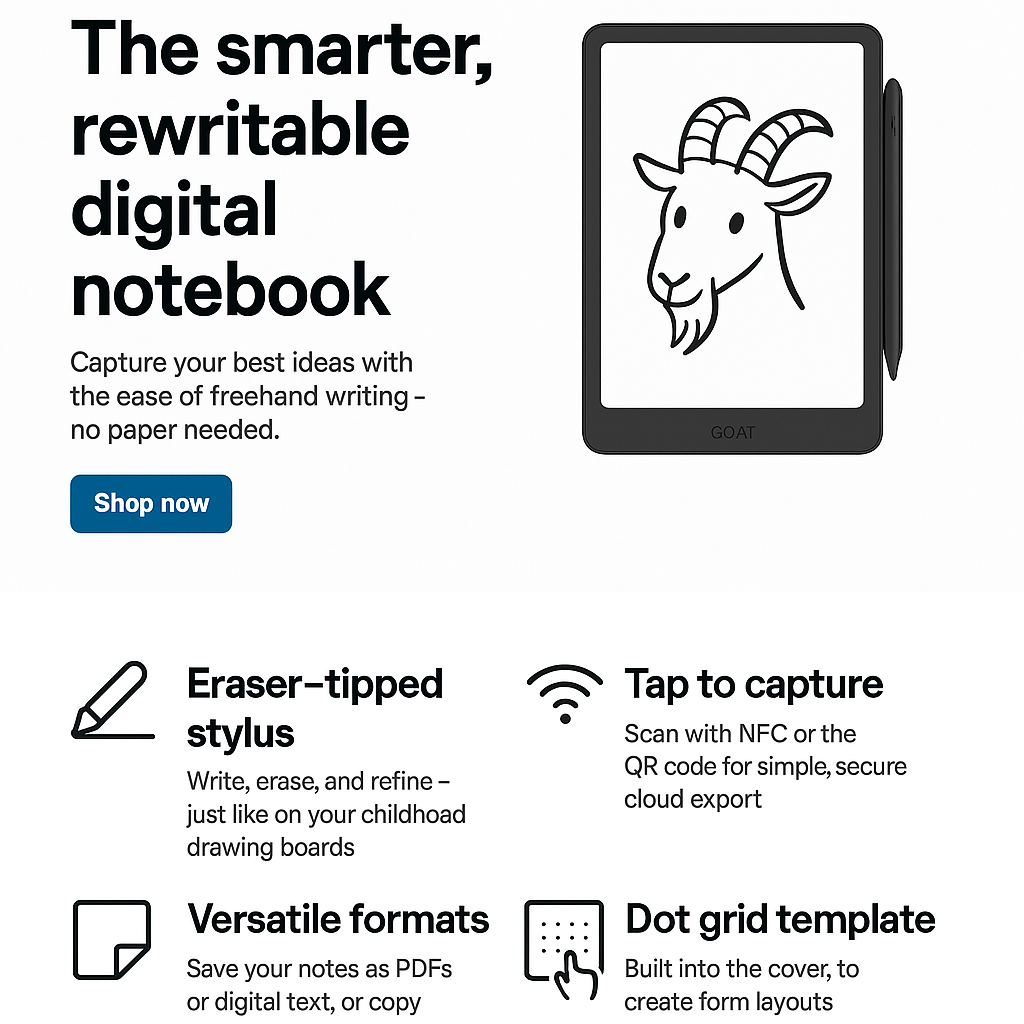 The smarter,
rewritable
digital
notebook
Capture your best ideas with
the ease of freehand writing –
no paper needed.
Shop now
GOAT
Eraser–tipped
stylus
Write, erase, and refine –
just like on your childhoad
drawing boards
Tap to capture
Scan with NFC or the
QR code for simple, secure
cloud export
Versatile formats
Save your notes as PDFs
or digital text, or copy
Dot grid template
Built into the cover, to
create form layouts